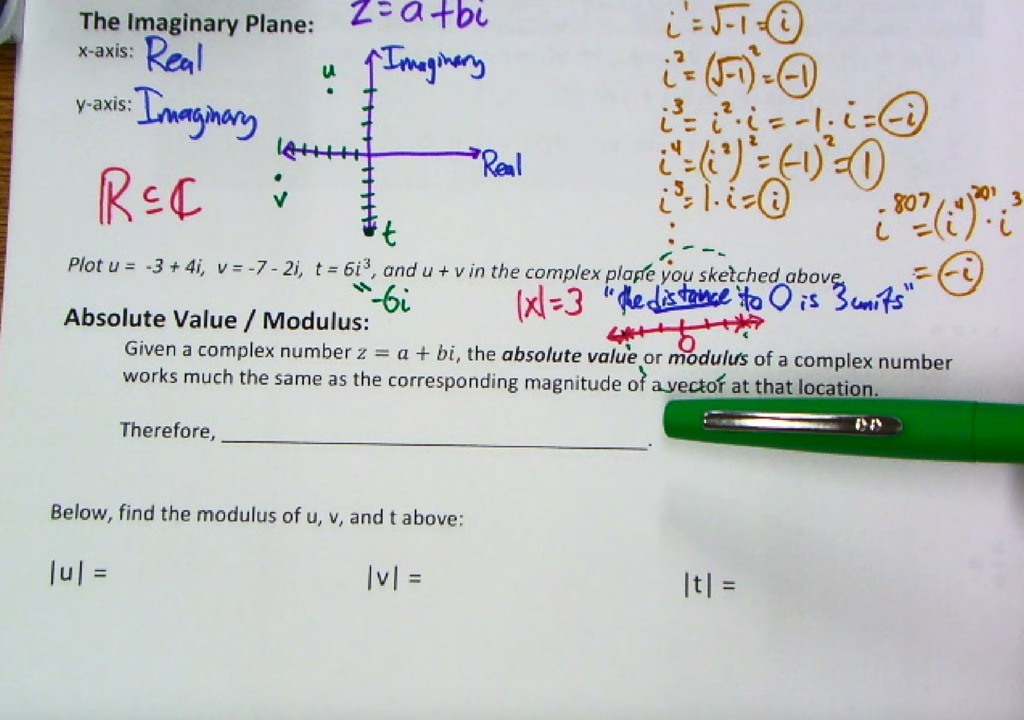 The Imaginary Plane: z = a + bi
x-axis: Real
y-axis: Imaginary
u
Imaginary
Real
v
t
ℝ ⊆ ℂ
i¹ = √-1 = i
i² = (√-1)² = -1
i³ = i² · i = -1 · i = -i
i⁴ = (i²)² = (-1)² = 1
i⁵ = 1 · i = i
i⁸⁰⁷ = (i⁴)²⁰¹ · i³
= -i
Plot u = -3 + 4i, v = -7 - 2i, t = 6i³, and u + v in the complex plane you sketched above
" -6i
|x| = 3 "the distance to 0 is 3 units"
0
Absolute Value / Modulus:
Given a complex number z = a + bi, the absolute value or modulus of a complex number
works much the same as the corresponding magnitude of a vector at that location.
Therefore, ______________________.
Below, find the modulus of u, v, and t above:
|u| = |v| = |t| =